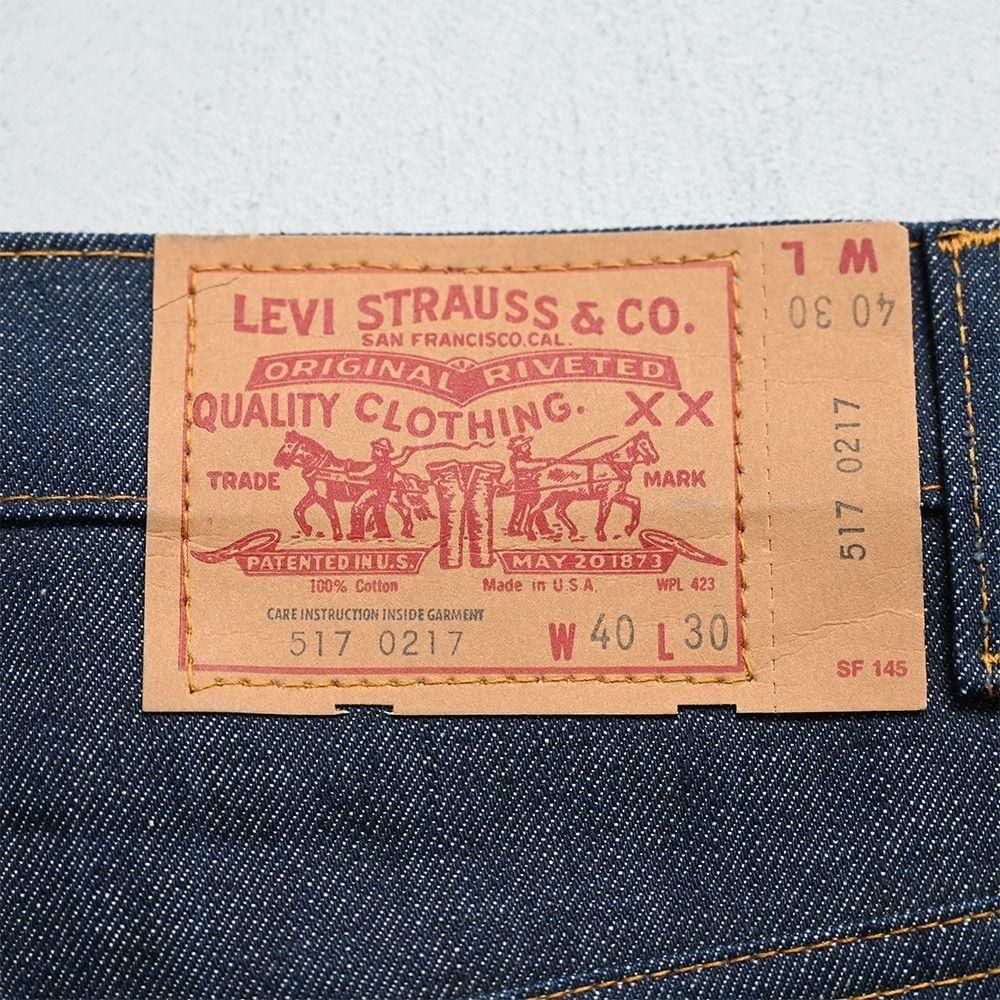 LEVI STRAUSS & CO.
SAN FRANCISCO, CAL.
ORIGINAL RIVETED
QUALITY CLOTHING. XX
TRADE MARK
PATENTED IN U.S. MAY 20 1873
100% Cotton Made in U.S.A. WPL 423
CARE INSTRUCTION INSIDE GARMENT
517 0217 W 40 L 30
W L
40 30
517 0217
SF 145